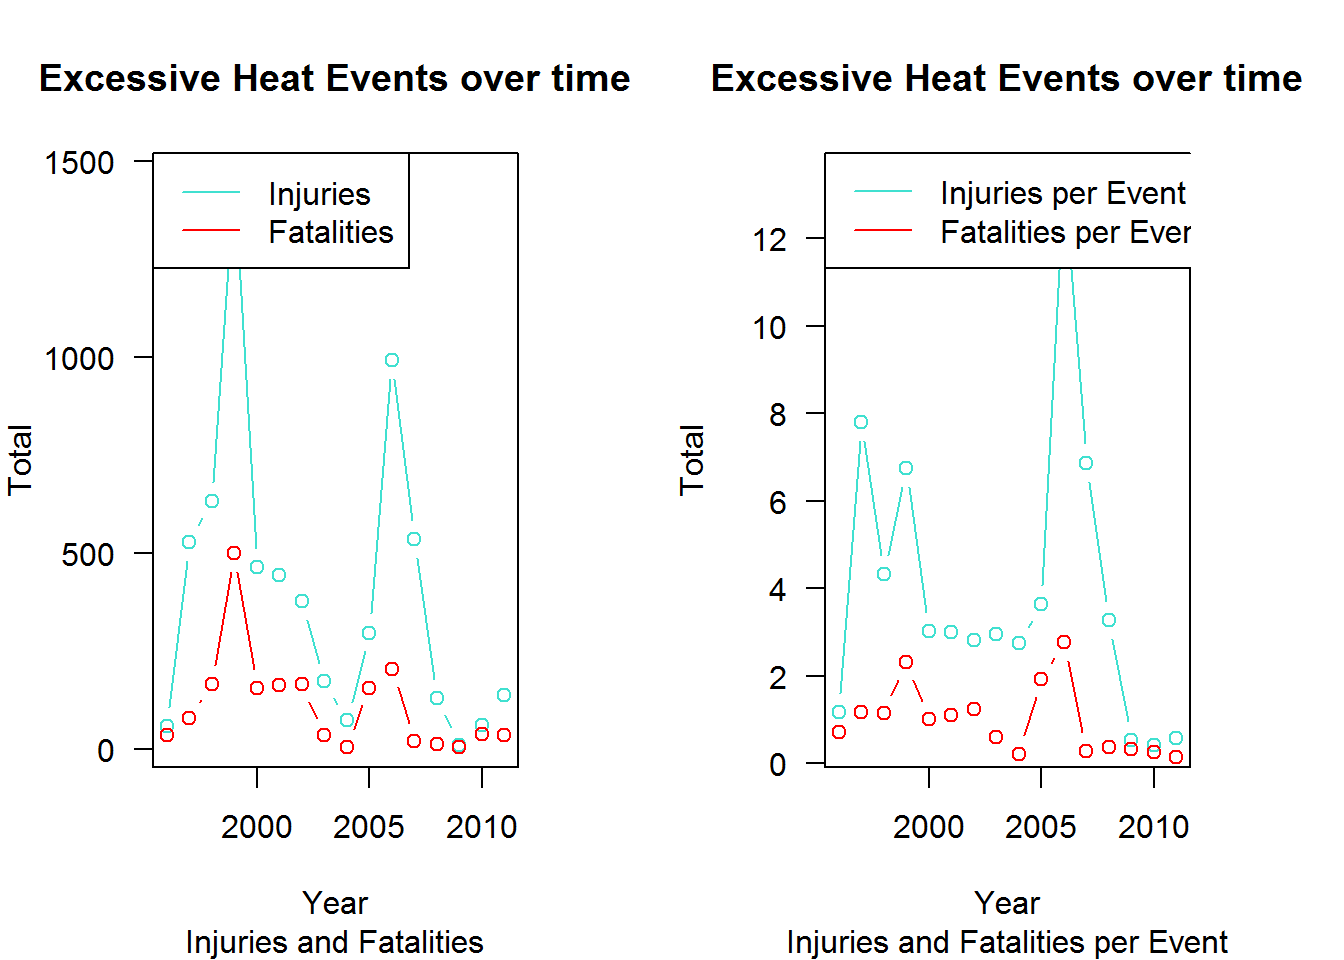 Excessive Heat Events over time
Injuries
Fatalities
1500
1000
500
0
Total
2000 2005 2010
Year
Injuries and Fatalities
Excessive Heat Events over time
Injuries per Event
Fatalities per
12
10
8
6
4
2
0
Total
2000 2005 2010
Year
Injuries and Fatalities per Event